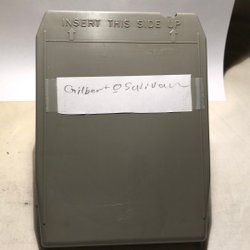 INSERT THIS SIDE UP
Gilbert O Sullivan